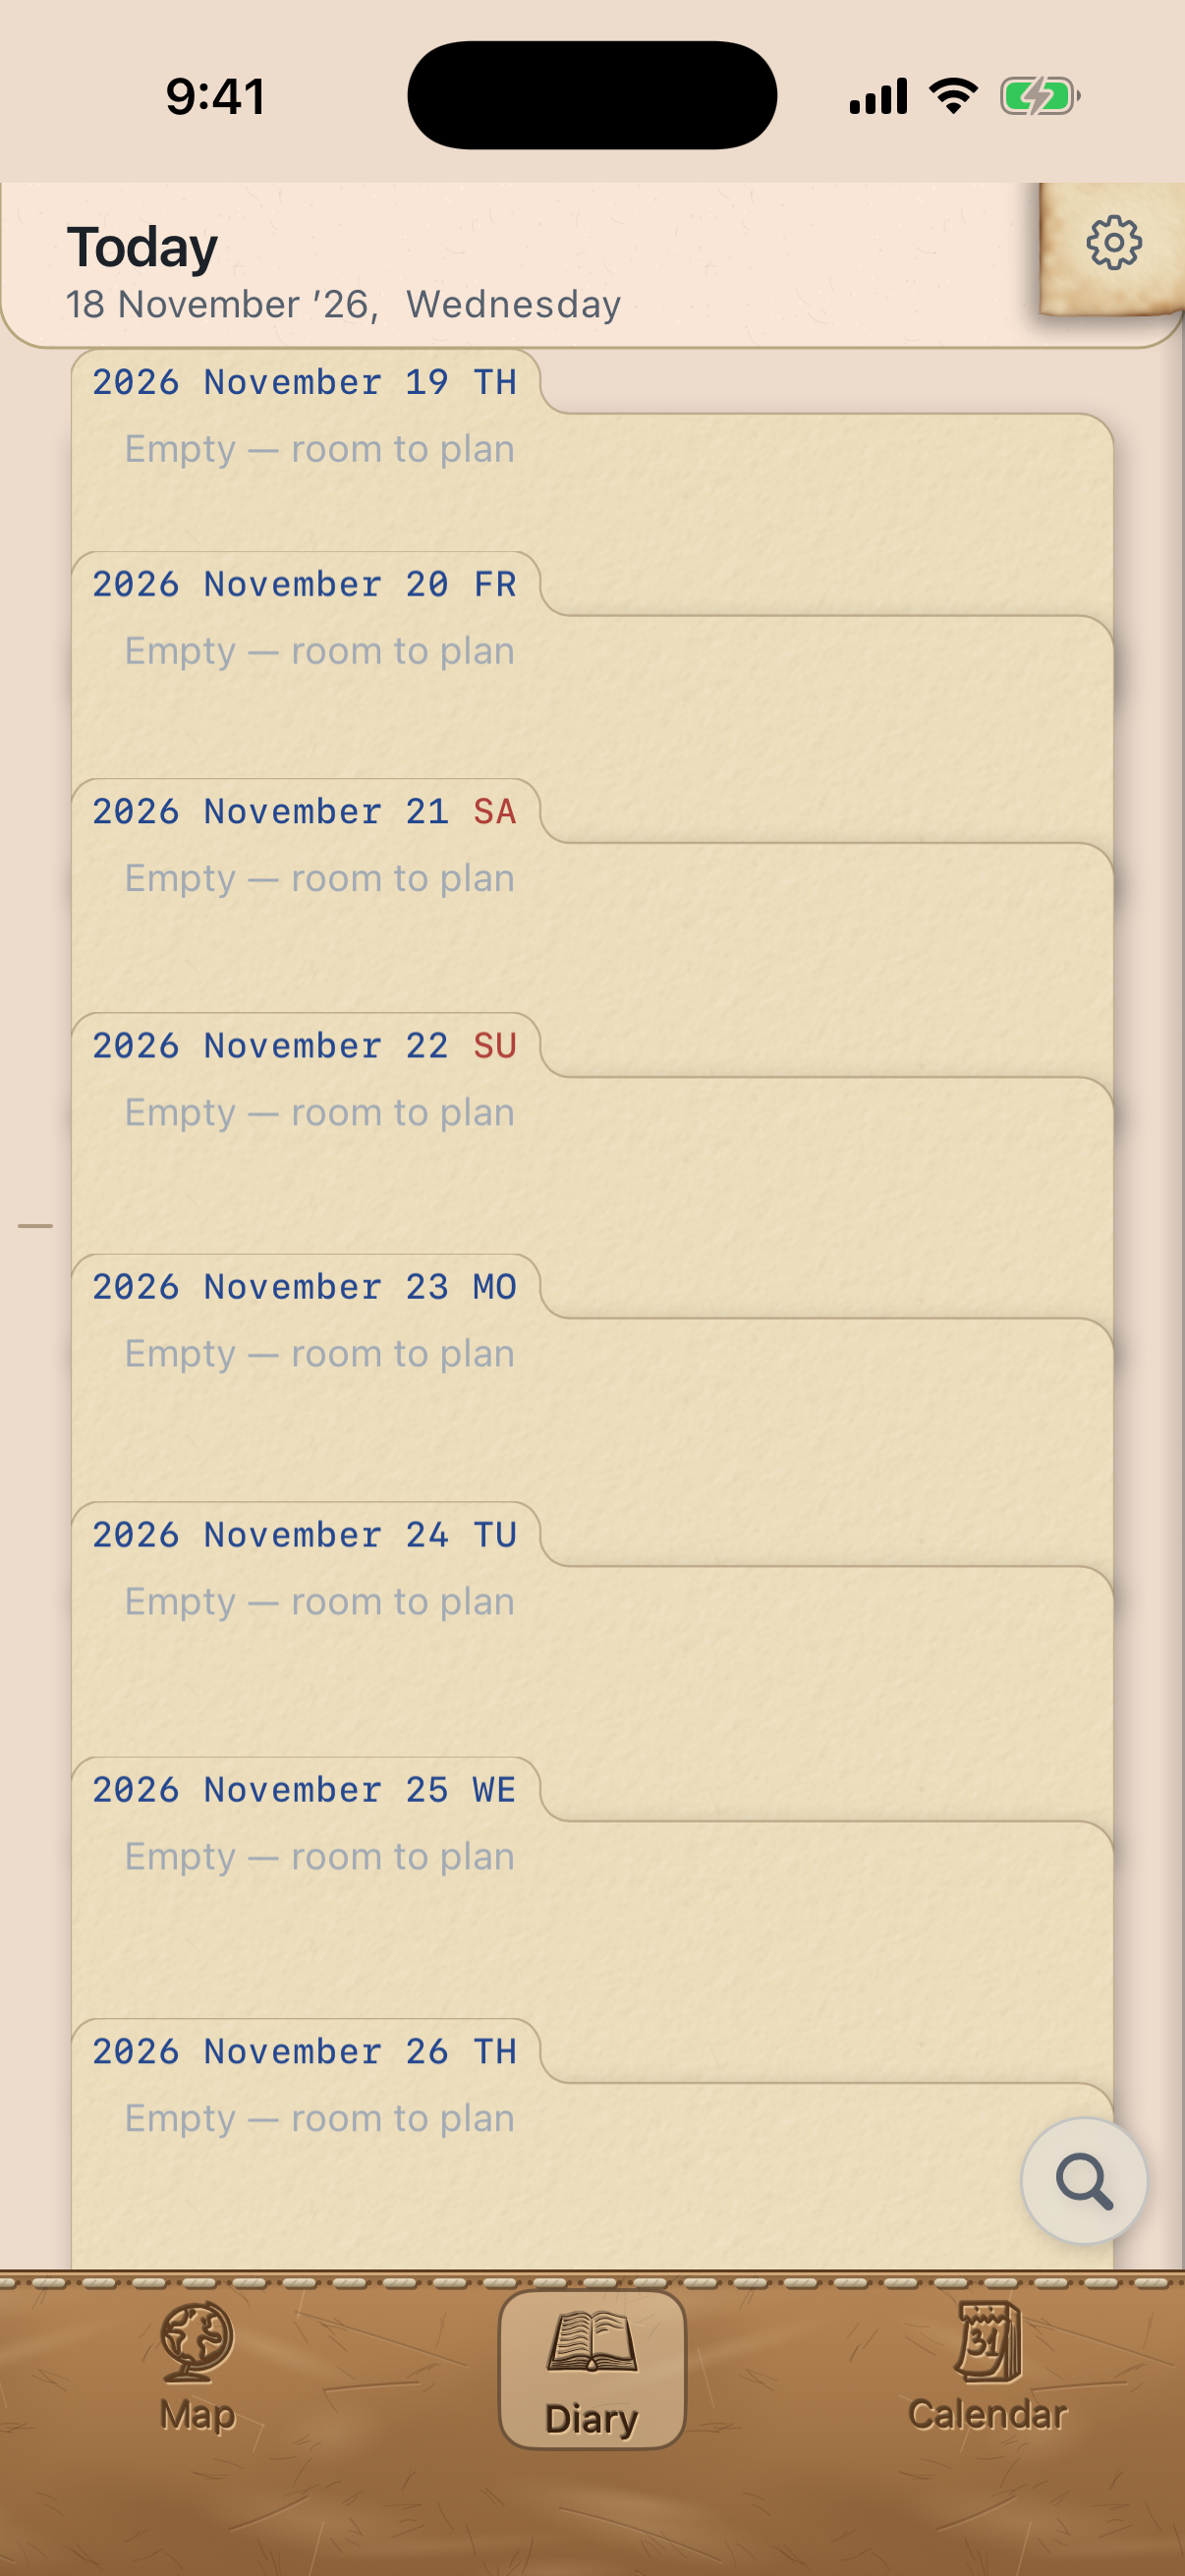 9:41
Today
18 November ’26, Wednesday
2026 November 19 TH
Empty — room to plan
2026 November 20 FR
Empty — room to plan
2026 November 21 SA
Empty — room to plan
2026 November 22 SU
Empty — room to plan
2026 November 23 MO
Empty — room to plan
2026 November 24 TU
Empty — room to plan
2026 November 25 WE
Empty — room to plan
2026 November 26 TH
Empty — room to plan
31
Map
Diary
Calendar